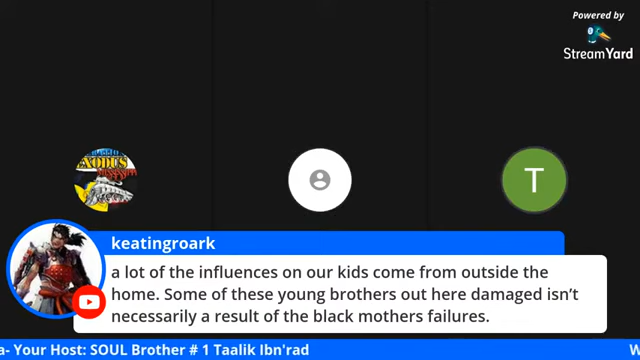 Powered by
StreamYard
EXODUS
MISSISSIPPI
T
keatingroark
a lot of the influences on our kids come from outside the
home. Some of these young brothers out here damaged isn't
necessarily a result of the black mothers failures.
a- Your Host: SOUL Brother # 1 Taalik Ibn'rad
W